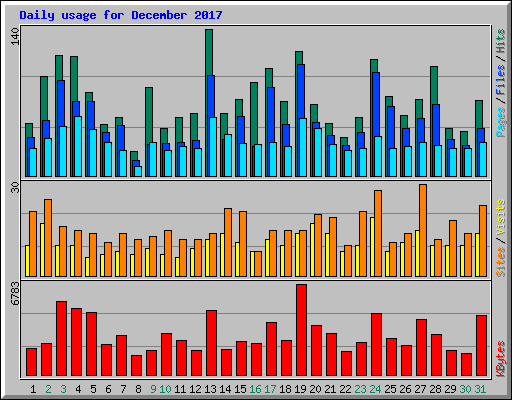 Daily usage for December 2017
140
Pages / Files / Hits
30
Sites / Visits
6783
KBytes
1 2 3 4 5 6 7 8 9 10 11 12 13 14 15 16 17 18 19 20 21 22 23 24 25 26 27 28 29 30 31